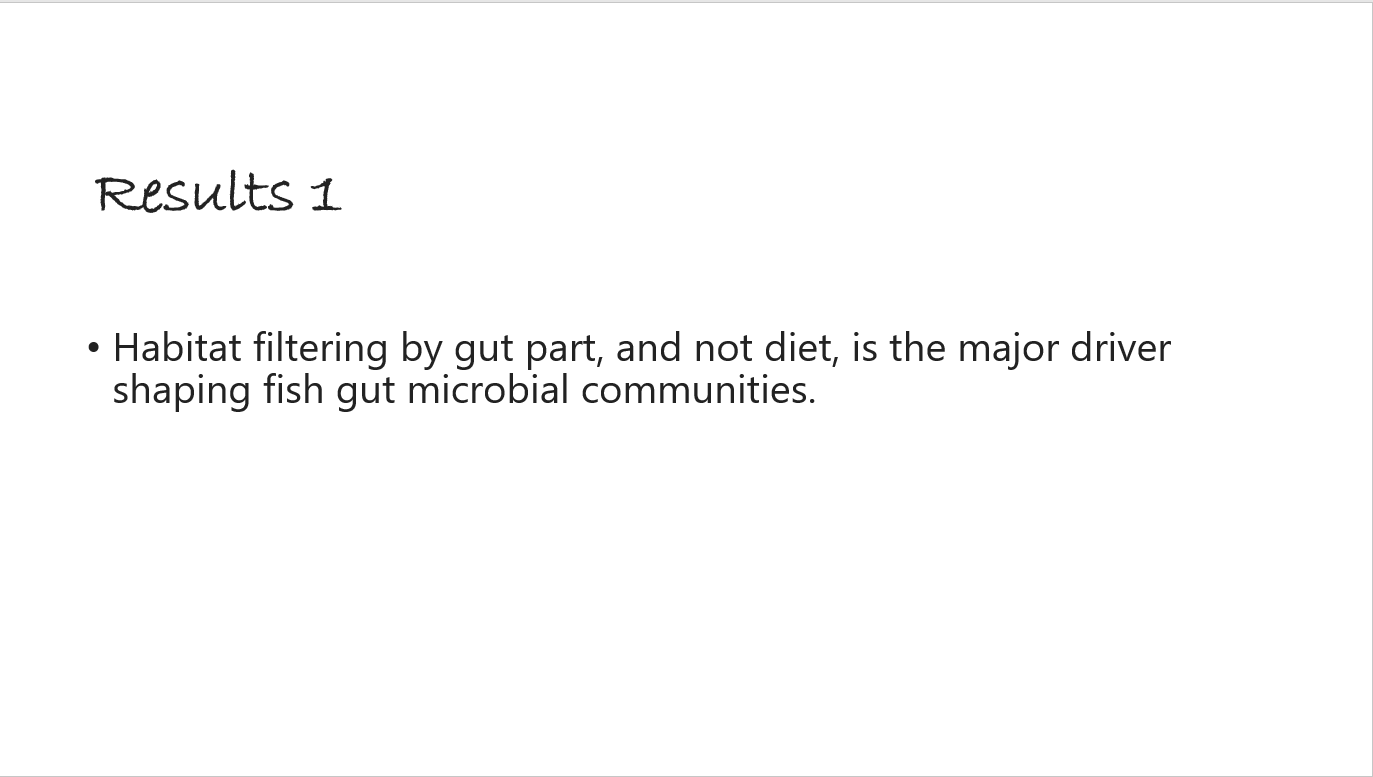 Results 1
• Habitat filtering by gut part, and not diet, is the major driver
shaping fish gut microbial communities.